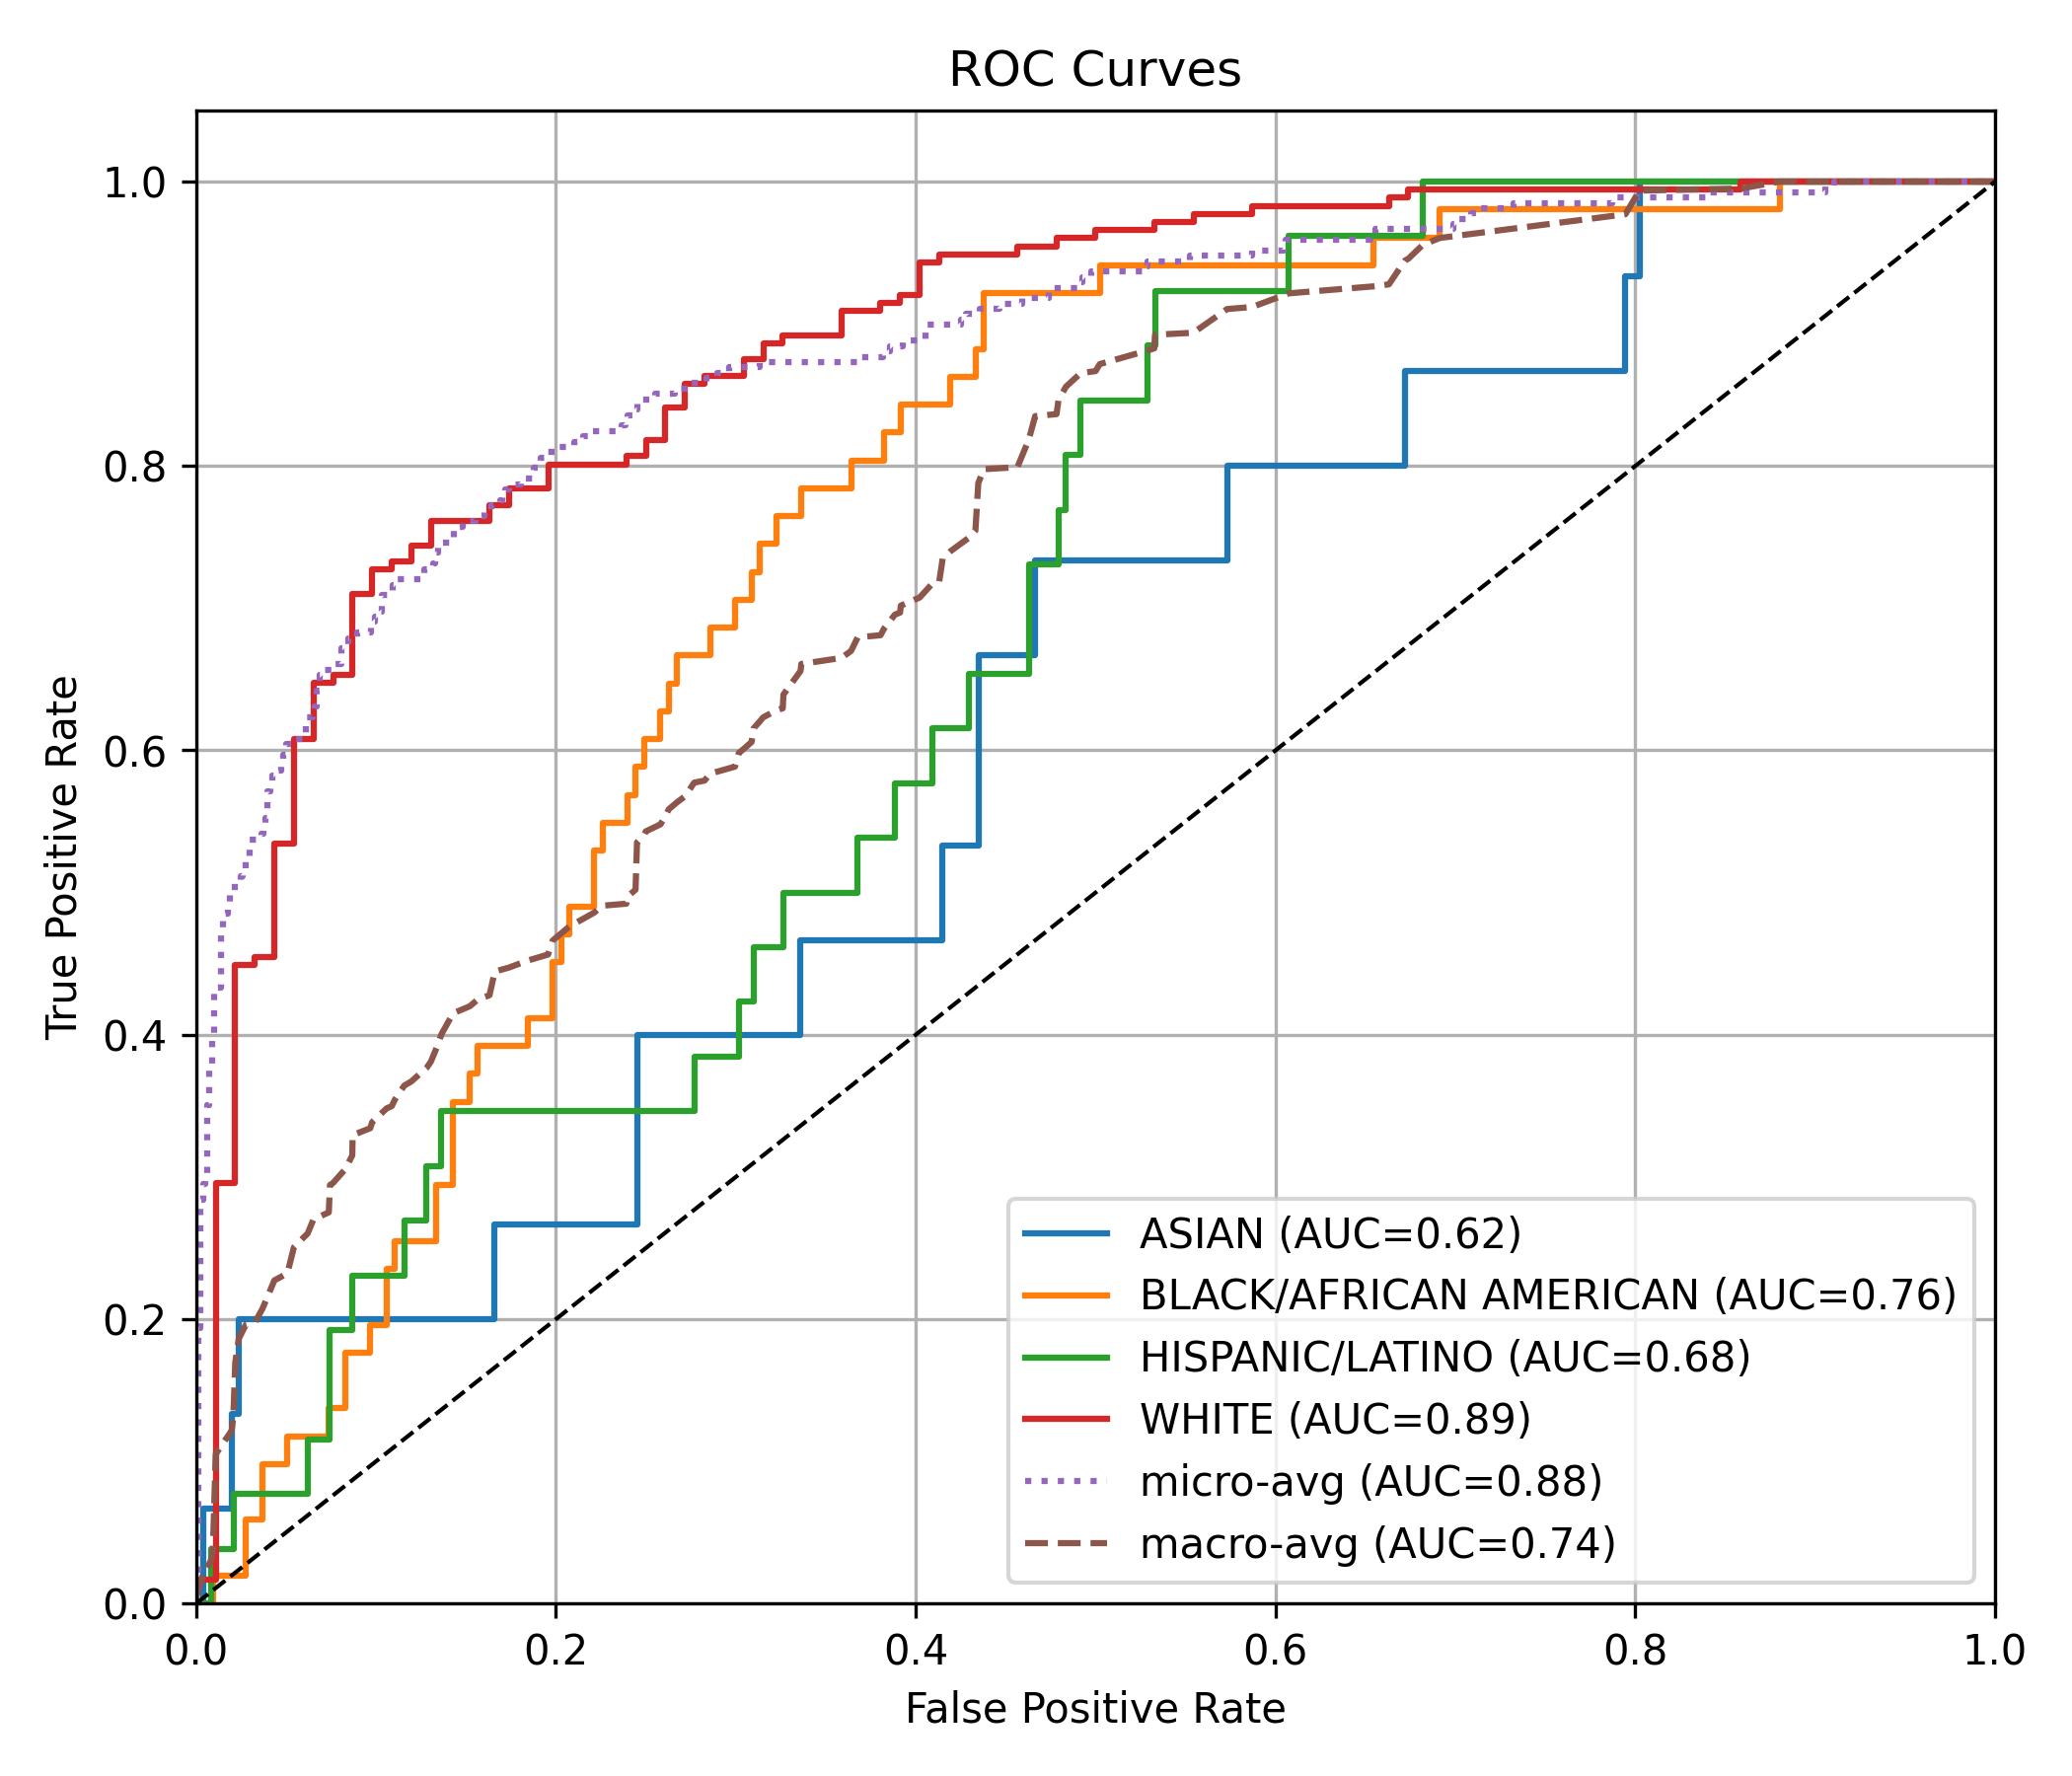 ROC Curves
1.0
0.8
0.6
0.4
0.2
0.0
True Positive Rate
0.0 0.2 0.4 0.6 0.8 1.0
False Positive Rate
ASIAN (AUC=0.62)
BLACK/AFRICAN AMERICAN (AUC=0.76)
HISPANIC/LATINO (AUC=0.68)
WHITE (AUC=0.89)
micro-avg (AUC=0.88)
macro-avg (AUC=0.74)